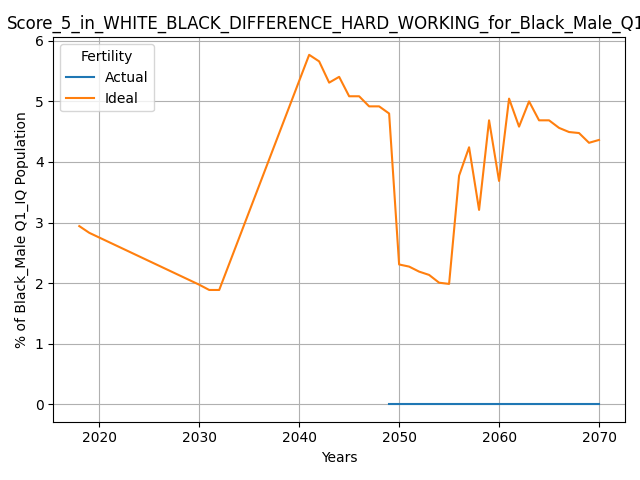 Score_5_in_WHITE_BLACK_DIFFERENCE_HARD_WORKING_for_Black_Male_Q1
Fertility
Actual
Ideal
% of Black_Male Q1_IQ Population
6
5
4
3
2
1
0
2020 2030 2040 2050 2060 2070
Years